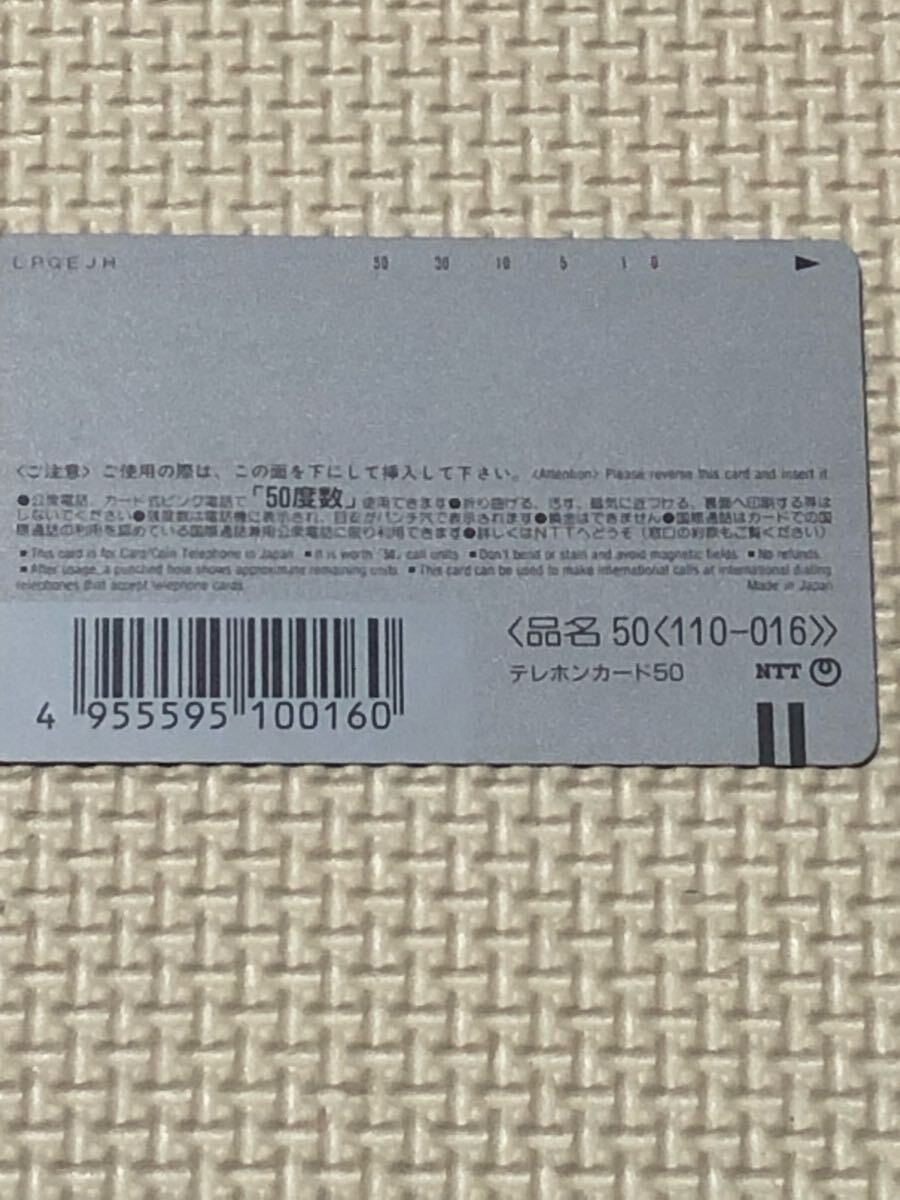 LPQEJH 50 30 10 5 1 0
〈ご注意〉ご使用の際は、この面を下にして挿入して下さい。〈Attention〉Please reverse this card and insert it
●公衆電話、カード式ピンク電話で「50度数」使用できます●折り曲げる、汚す、磁気に近づける、裏面へ印刷する等は
しないでください●残度数は電話機に表示され、目安がパンチ穴で表示されます●換金はできません●国際通話はカードでの国
際通話の利用を認めている国際通話兼用公衆電話に限り利用できます●詳しくはNTTへどうぞ(窓口の約款もご覧ください)
■This card is for Card/Coin Telephone in Japan ■It is worth "50" call units. ■Don't bend or stain and avoid magnetic fields. ■No refunds.
■After usage, a punched hole shows approximate remaining units. ■This card can be used to make international calls at international dialing
telephones that accept telephone cards. Made in Japan
〈品名 50〈110-016〉〉
テレホンカード50 NTT
4 955595 100160